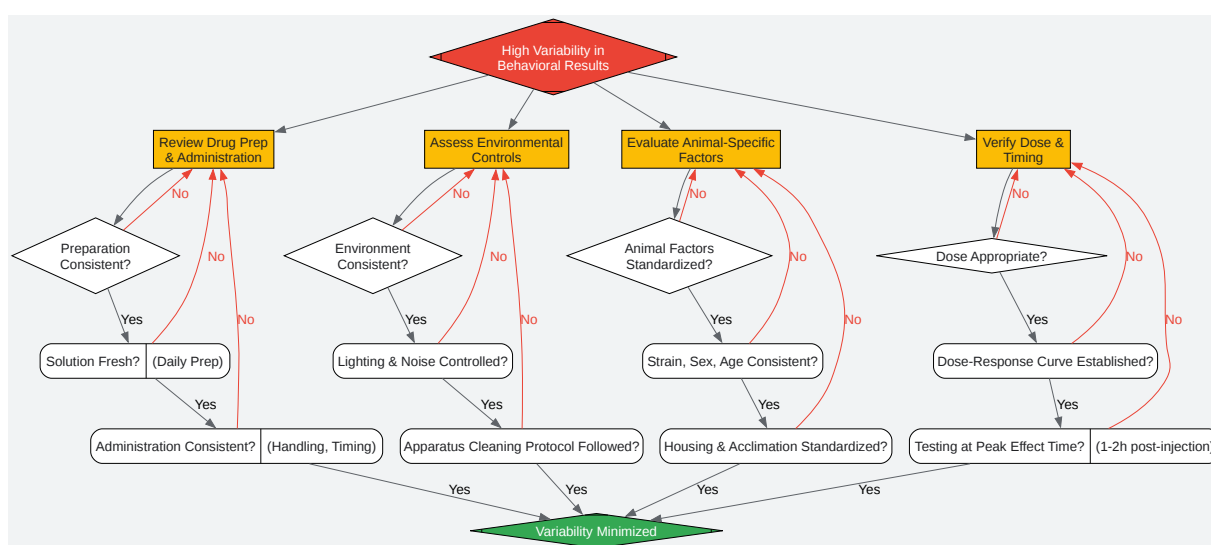 High Variability in
Behavioral Results
Review Drug Prep
& Administration
Assess Environmental
Controls
Evaluate Animal-Specific
Factors
Verify Dose &
Timing
No
No
No
No
Preparation
Consistent?
Environment
Consistent?
Animal Factors
Standardized?
Dose Appropriate?
No
No
No
No
Yes
Yes
Yes
Yes
No
No
No
No
Solution Fresh?
(Daily Prep)
Lighting & Noise Controlled?
Strain, Sex, Age Consistent?
Dose-Response Curve Established?
Yes
Yes
Yes
Yes
Administration Consistent?
(Handling, Timing)
Apparatus Cleaning Protocol Followed?
Housing & Acclimation Standardized?
Testing at Peak Effect Time?
(1-2h post-injection)
Yes
Yes
Yes
Yes
Variability Minimized